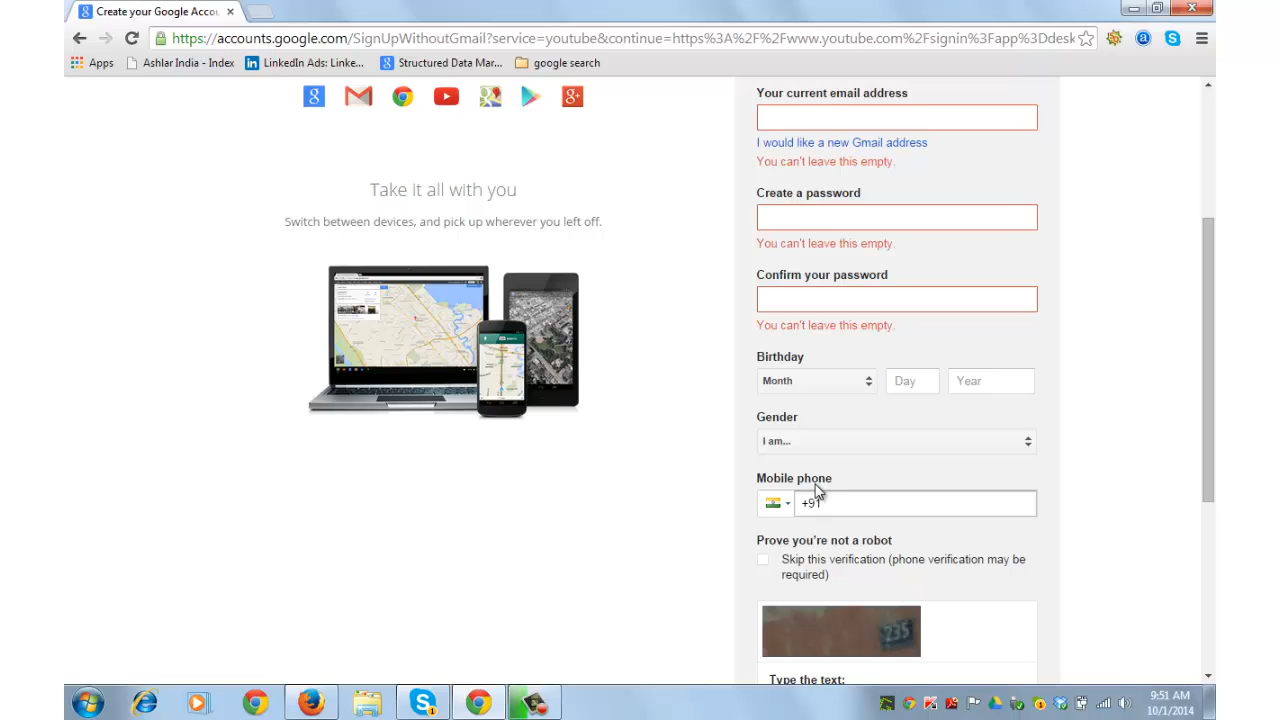 Create your Google Accou
https://accounts.google.com/SignUpWithoutGmail?service=youtube&continue=https%3A%2F%2Fwww.youtube.com%2Fsignin%3Fapp%3Ddesk
Apps Ashlar India - Index LinkedIn Ads: Linke... Structured Data Mar... google search
Your current email address
I would like a new Gmail address
You can't leave this empty.
Take it all with you
Switch between devices, and pick up wherever you left off.
Create a password
You can't leave this empty.
Confirm your password
You can't leave this empty.
Birthday
Month Day Year
Gender
I am...
Mobile phone
+91
Prove you're not a robot
Skip this verification (phone verification may be
required)
235
Type the text:
9:51 AM
10/1/2014